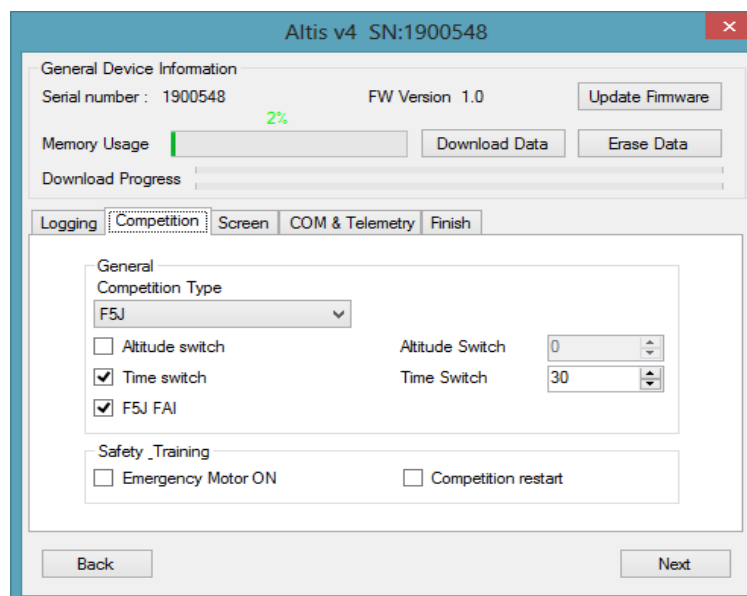 Altis v4 SN:1900548
General Device Information
Serial number : 1900548 FW Version 1.0 Update Firmware
2%
Memory Usage Download Data Erase Data
Download Progress
Logging Competition Screen COM & Telemetry Finish
General
Competition Type
F5J
Altitude switch Altitude Switch 0
Time switch Time Switch 30
F5J FAI
Safety _Training
Emergency Motor ON Competition restart
Back Next